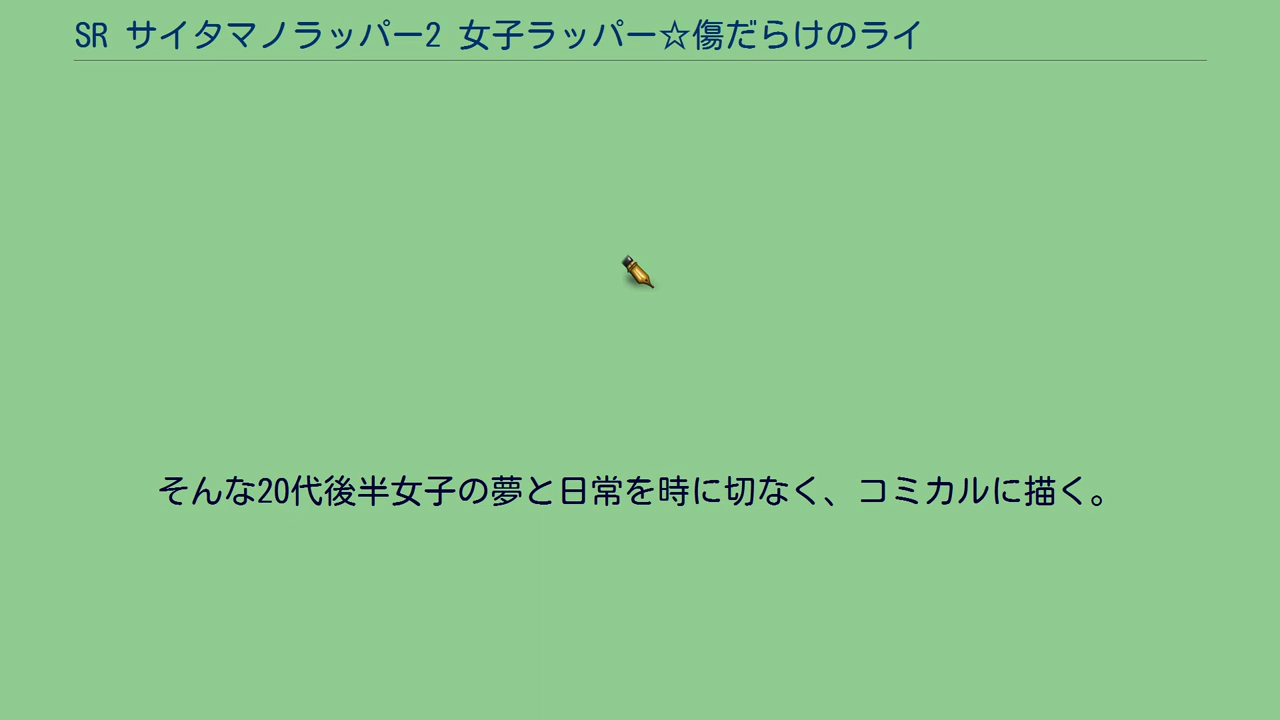 SR サイタマノラッパー2 女子ラッパー☆傷だらけのライ
そんな20代後半女子の夢と日常を時に切なく、コミカルに描く。